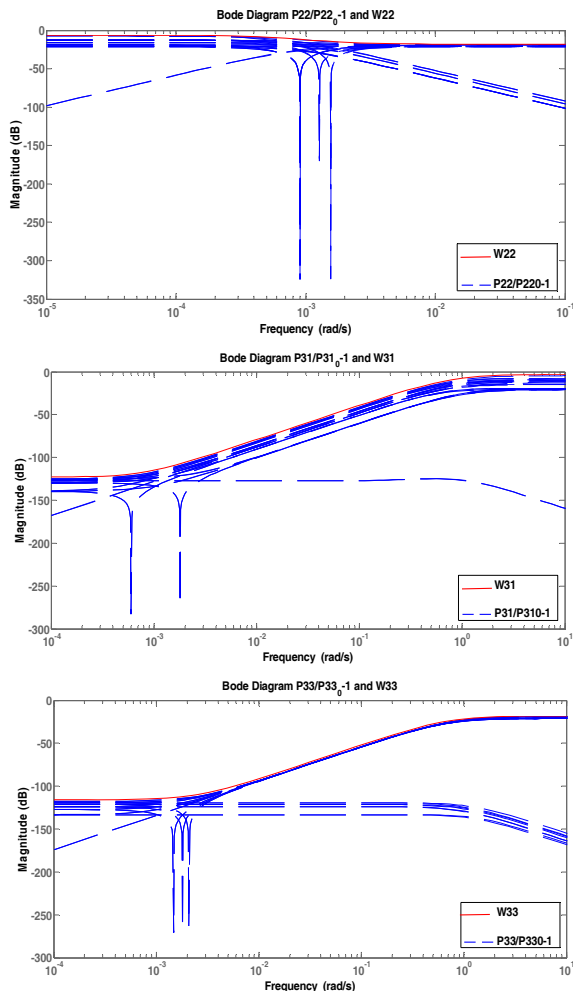 Bode Diagram P22/P22₀-1 and W22
0
-50
-100
-150
-200
-250
-300
-350
Magnitude (dB)
10⁻⁵
10⁻⁴
10⁻³
10⁻²
10⁻¹
Frequency (rad/s)
W22
P22/P220-1
Bode Diagram P31/P31₀-1 and W31
0
-50
-100
-150
-200
-250
-300
Magnitude (dB)
10⁻⁴
10⁻³
10⁻²
10⁻¹
10⁰
10¹
Frequency (rad/s)
W31
P31/P310-1
Bode Diagram P33/P33₀-1 and W33
0
-50
-100
-150
-200
-250
-300
Magnitude (dB)
10⁻⁴
10⁻³
10⁻²
10⁻¹
10⁰
10¹
Frequency (rad/s)
W33
P33/P330-1